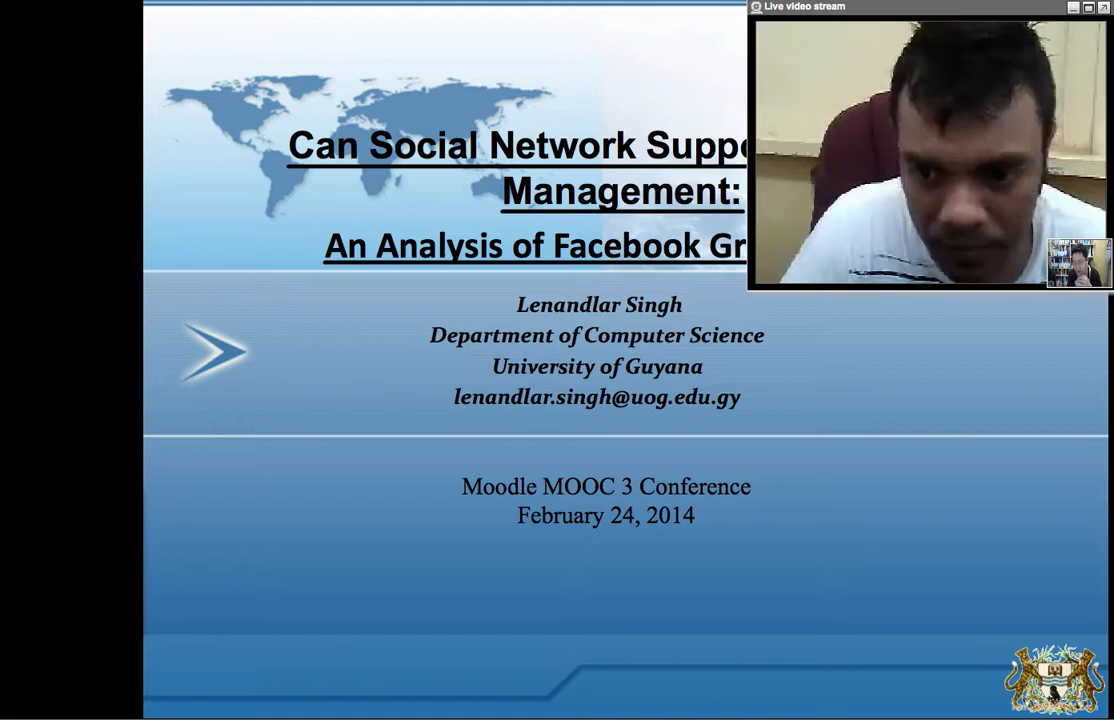 Live video stream
Can Social Network Suppo
Management:
An Analysis of Facebook Gr
Lenandlar Singh
Department of Computer Science
University of Guyana
lenandlar.singh@uog.edu.gy
Moodle MOOC 3 Conference
February 24, 2014